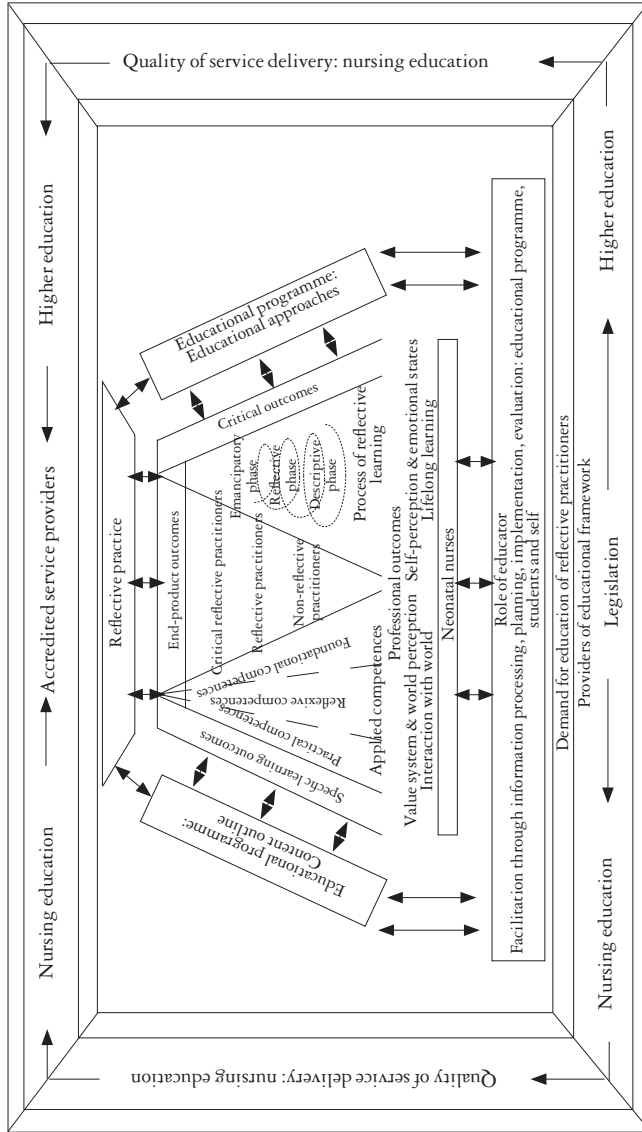 Nursing education
Accredited service providers
Higher education
Quality of service delivery: nursing education
Quality of service delivery: nursing education
Reflective practice
End-product outcomes
Educational programme:
Content outline
Specfic learning outcomes
Practical competences
Reflexive competences
Foundational competences
Applied competences
Critical reflective practitioners
Reflective practitioners
Non-reflective
practitioners
Emancipatory
phase
Reflective
phase
Descriptive
phase
Process of reflective
learning
Critical outcomes
Educational programme:
Educational approaches
Professional outcomes
Value system & world perception
Self-perception & emotional states
Interaction with world
Lifelong learning
Neonatal nurses
Role of educator
Facilitation through information processing, planning, implementation, evaluation: educational programme,
students and self
Demand for education of reflective practitioners
Providers of educational framework
Nursing education
Legislation
Higher education